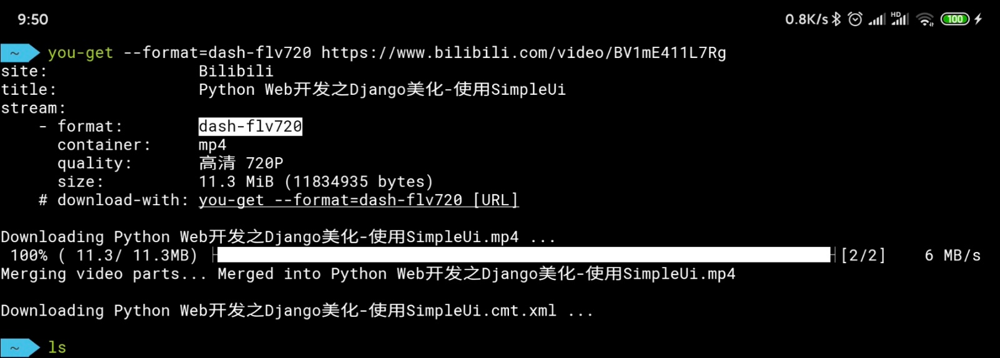 9:50 0.8K/s HD 100
~ you-get --format=dash-flv720 https://www.bilibili.com/video/BV1mE411L7Rg
site: Bilibili
title: Python Web开发之Django美化-使用SimpleUi
stream:
- format: dash-flv720
container: mp4
quality: 高清 720P
size: 11.3 MiB (11834935 bytes)
# download-with: you-get --format=dash-flv720 [URL]
Downloading Python Web开发之Django美化-使用SimpleUi.mp4 ...
100% ( 11.3/ 11.3MB) [2/2] 6 MB/s
Merging video parts... Merged into Python Web开发之Django美化-使用SimpleUi.mp4
Downloading Python Web开发之Django美化-使用SimpleUi.cmt.xml ...
~ ls